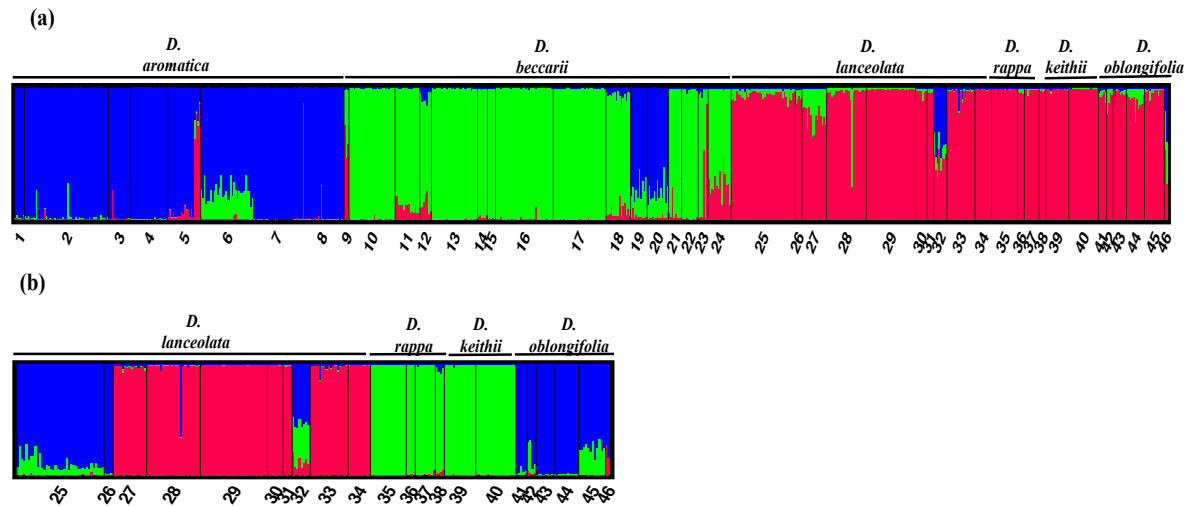 (a)
D. D. D. D. D. D.
aromatica beccarii lanceolata rappa keithii oblongifolia
1 2 3 4 5 6 7 8 9 10 11 12 13 14 15 16 17 18 19 20 21 22 23 24 25 26 27 28 29 30 31 32 33 34 35 36 37 38 39 40 41 42 43 44 45 46
(b)
D. D. D. D.
lanceolata rappa keithii oblongifolia
25 26 27 28 29 30 31 32 33 34 35 36 37 38 39 40 41 42 43 44 45 46